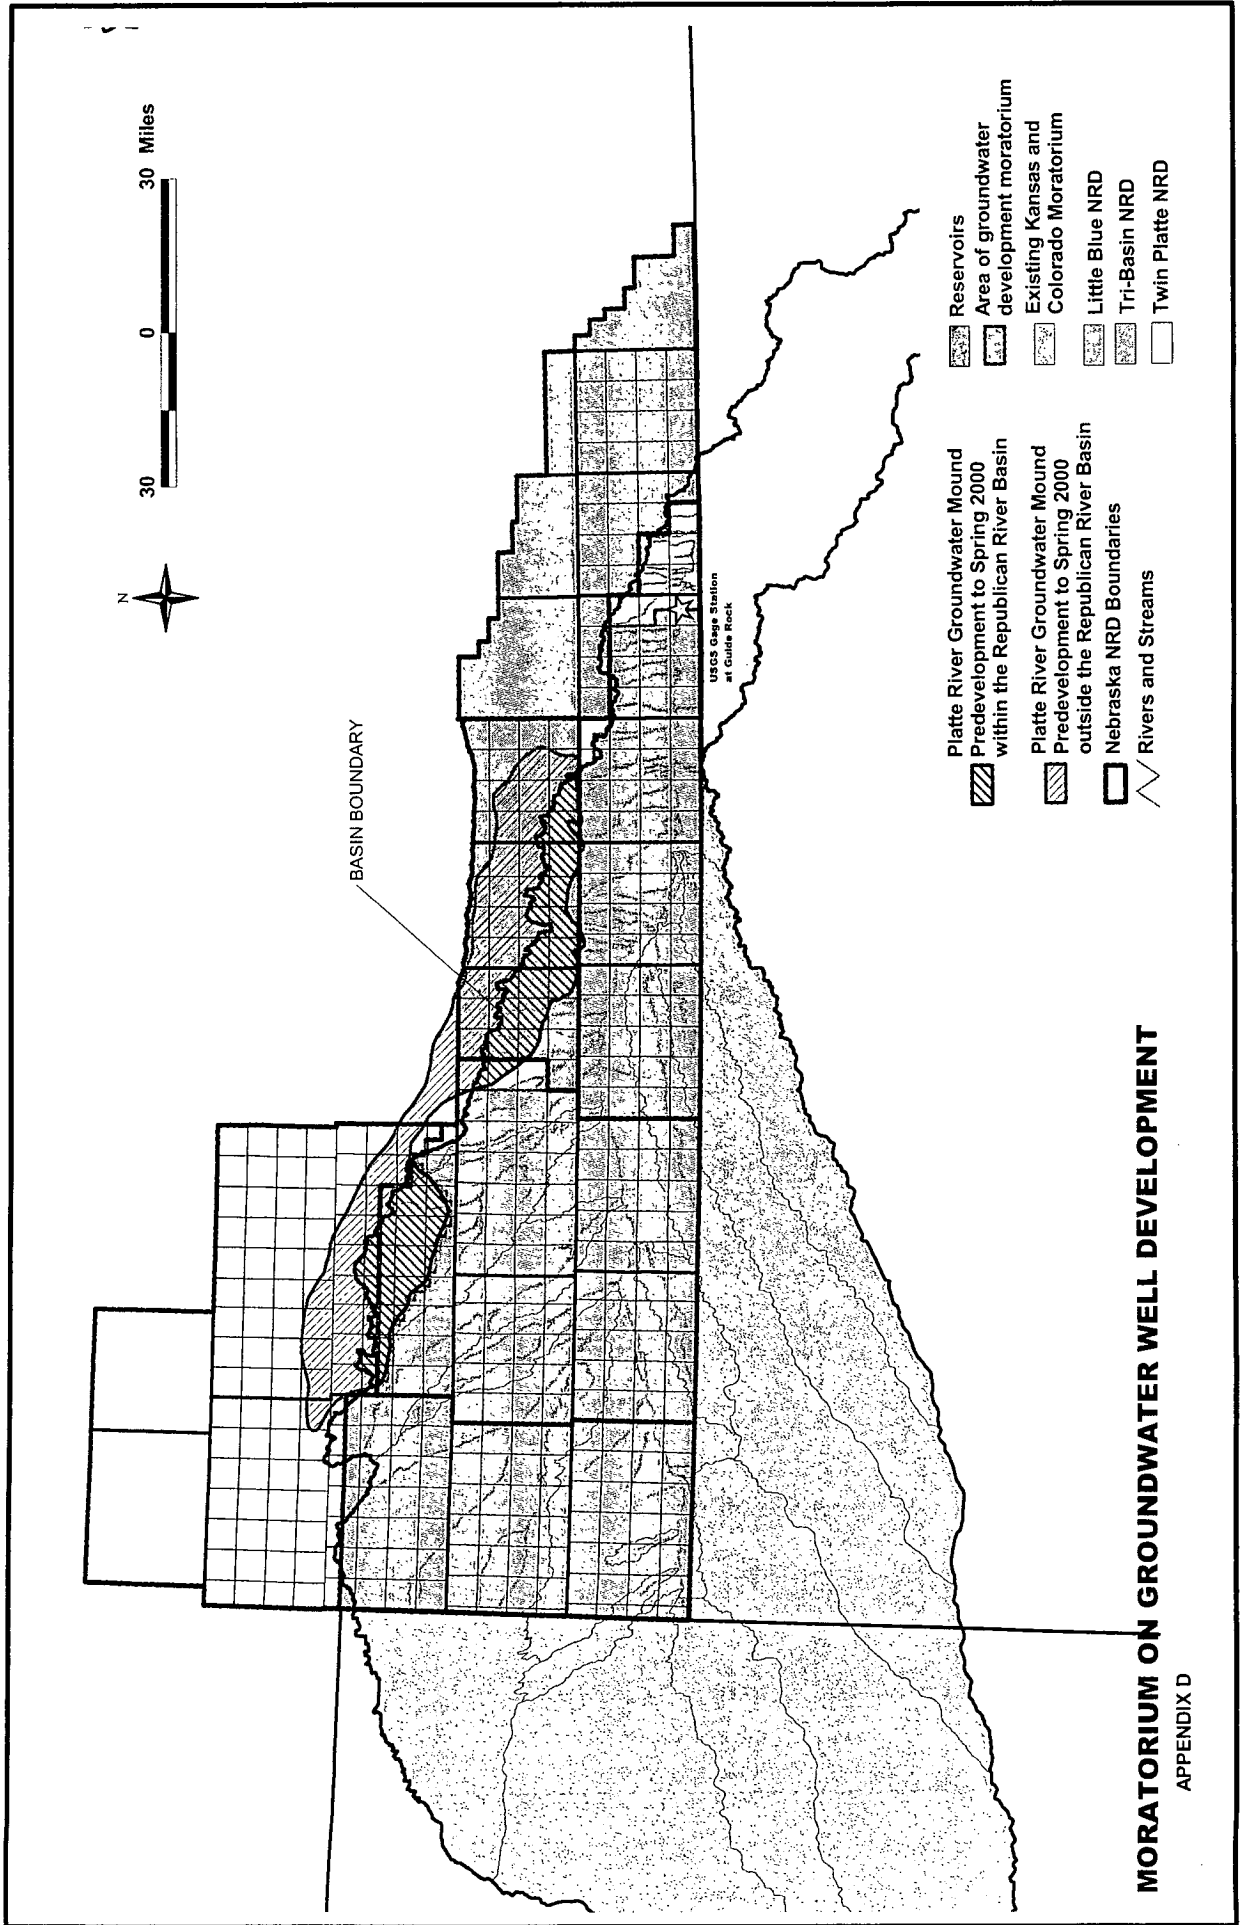 30 0 30 Miles
N
BASIN BOUNDARY
USGS Gage Station
at Guide Rock
Platte River Groundwater Mound
Predevelopment to Spring 2000
within the Republican River Basin
Platte River Groundwater Mound
Predevelopment to Spring 2000
outside the Republican River Basin
Nebraska NRD Boundaries
Rivers and Streams
Reservoirs
Area of groundwater
development moratorium
Existing Kansas and
Colorado Moratorium
Little Blue NRD
Tri-Basin NRD
Twin Platte NRD
MORATORIUM ON GROUNDWATER WELL DEVELOPMENT
APPENDIX D